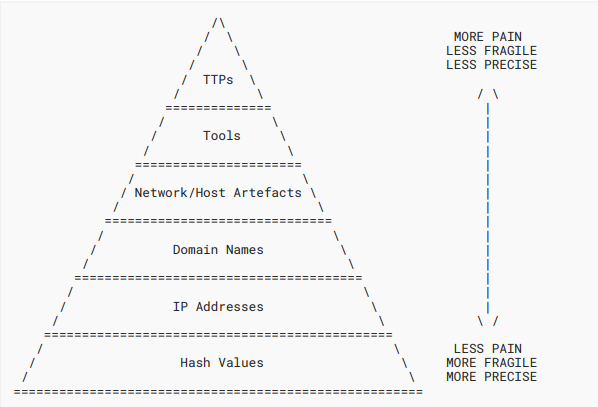 TTPs
Tools
Network/Host Artefacts
Domain Names
IP Addresses
Hash Values
MORE PAIN
LESS FRAGILE
LESS PRECISE
LESS PAIN
MORE FRAGILE
MORE PRECISE